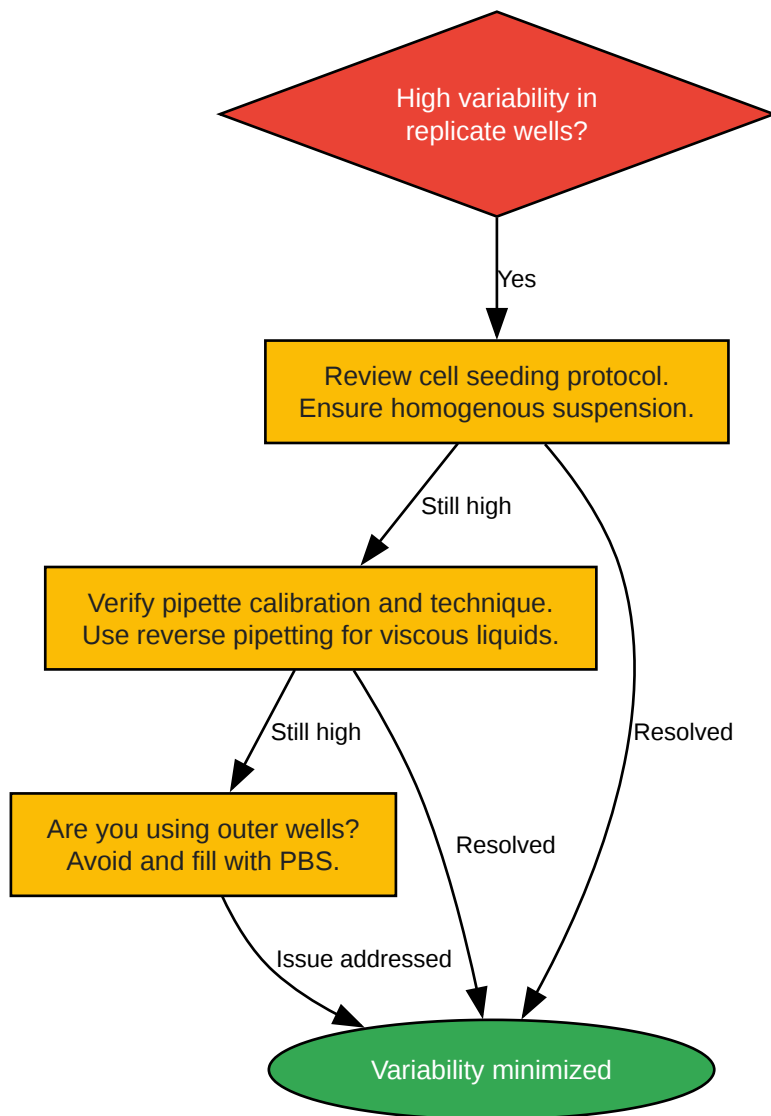 High variability in
replicate wells?
Yes
Review cell seeding protocol.
Ensure homogenous suspension.
Still high
Verify pipette calibration and technique.
Use reverse pipetting for viscous liquids.
Still high
Resolved
Are you using outer wells?
Avoid and fill with PBS.
Resolved
Issue addressed
Variability minimized